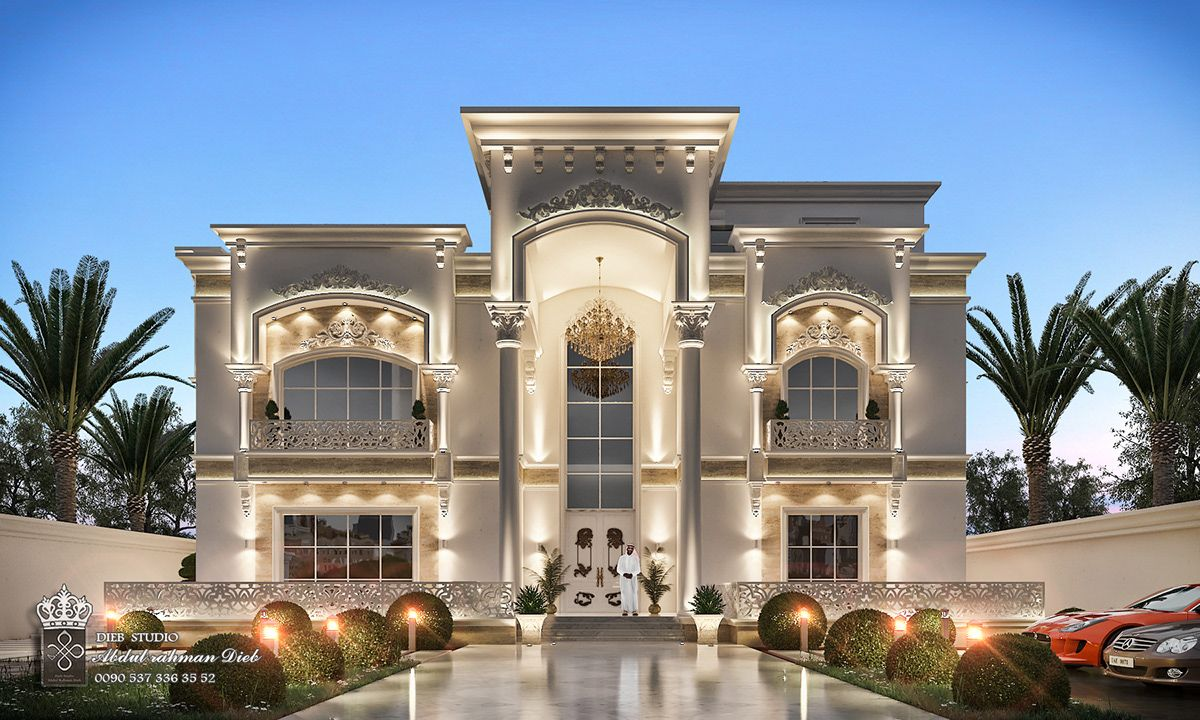 DIEB STUDIO
Abdul rahman Dieb
0090 537 336 35 52